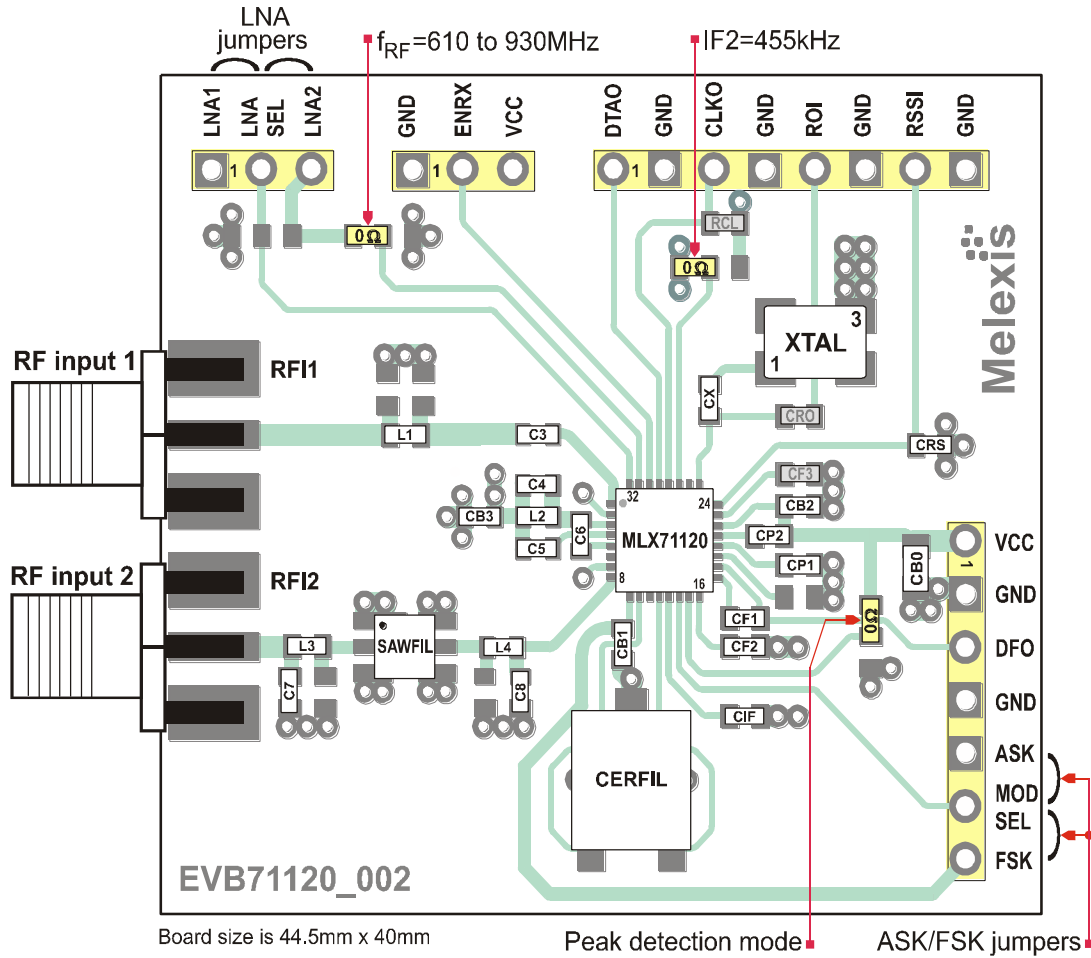 LNA
jumpers
fRF=610 to 930MHz
IF2=455kHz
LNA1
LNA
SEL
LNA2
GND
ENRX
VCC
DTAO
GND
CLKO
GND
ROI
GND
RSSI
GND
1
1
1
RCL
0Ω
0Ω
Melexis
3
XTAL
1
RF input 1
RFI1
CX
CRO
L1
C3
CRS
C4
32
24
CF3
CB3
L2
C6
MLX71120
CB2
CP2
C5
8
16
CP1
CB0
VCC
1
RF input 2
RFI2
GND
0Ω
CF1
L3
SAWFIL
L4
CB1
CF2
DFO
C7
C8
CIF
GND
ASK
CERFIL
MOD
SEL
FSK
EVB71120_002
Board size is 44.5mm x 40mm
Peak detection mode
ASK/FSK jumpers